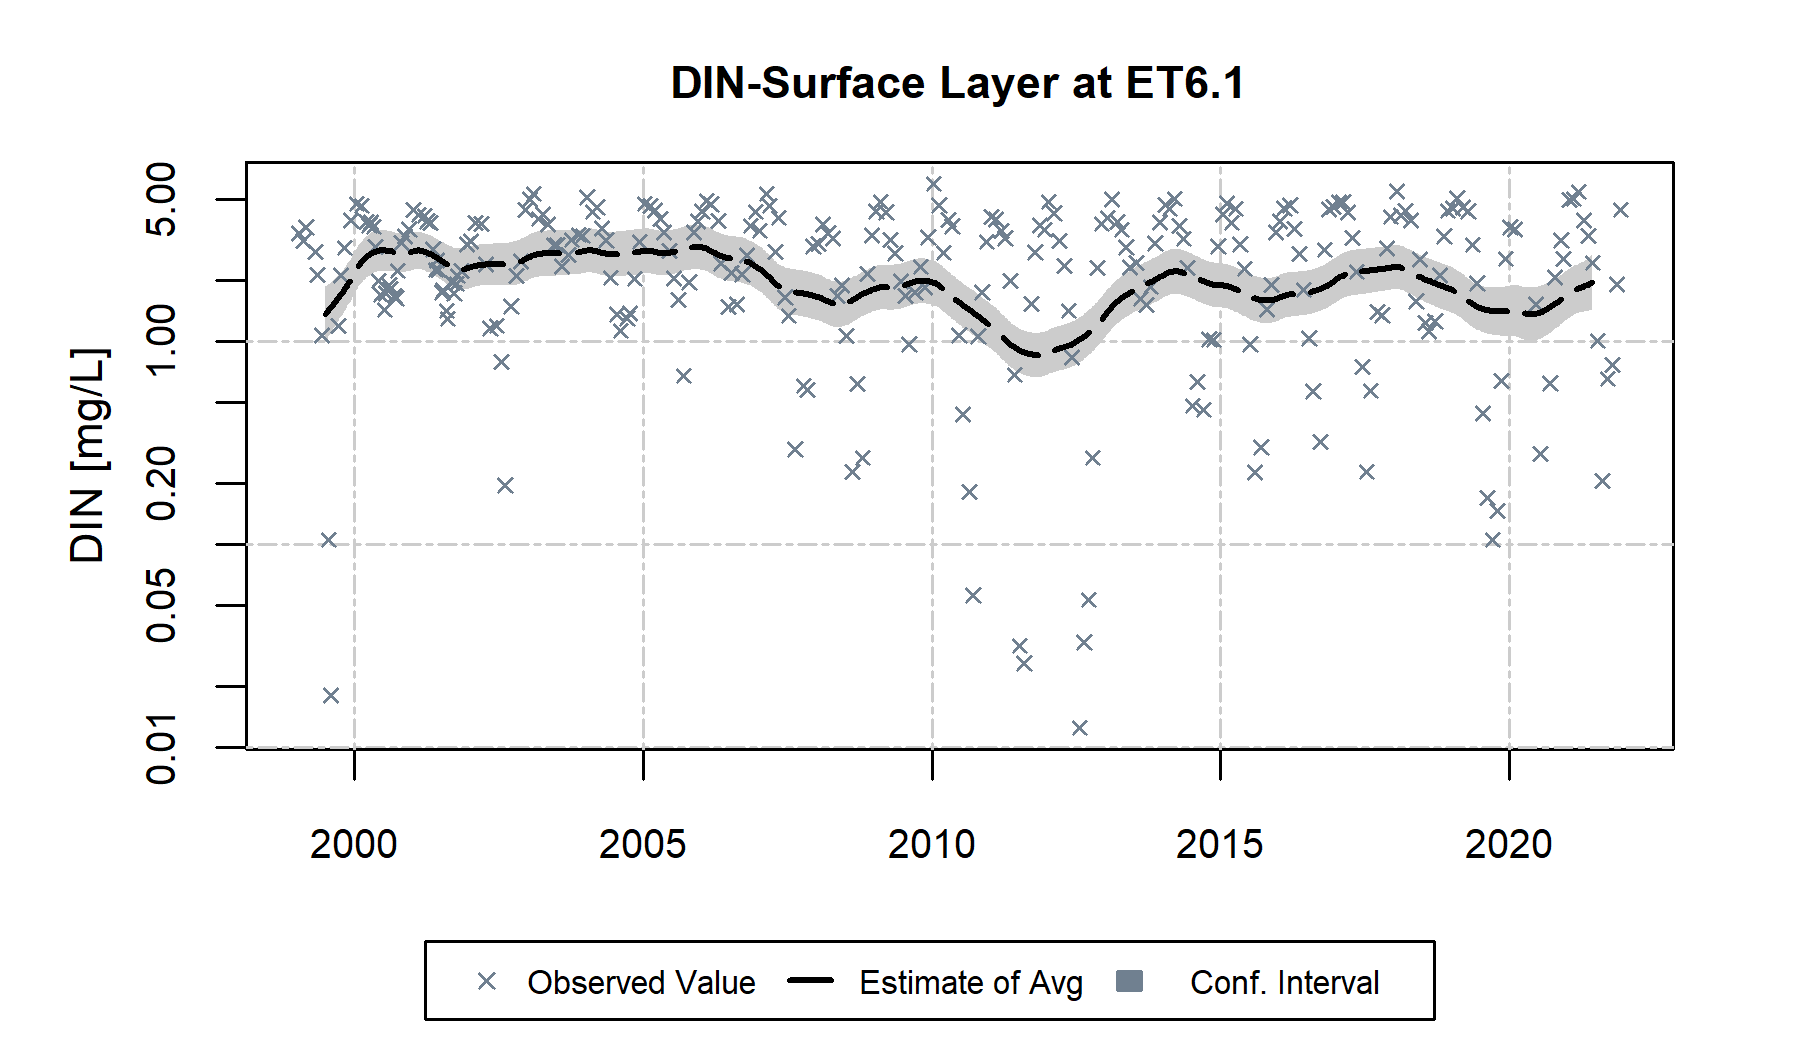 DIN-Surface Layer at ET6.1
DIN [mg/L]
5.00
1.00
0.20
0.05
0.01
2000 2005 2010 2015 2020
Observed Value Estimate of Avg Conf. Interval